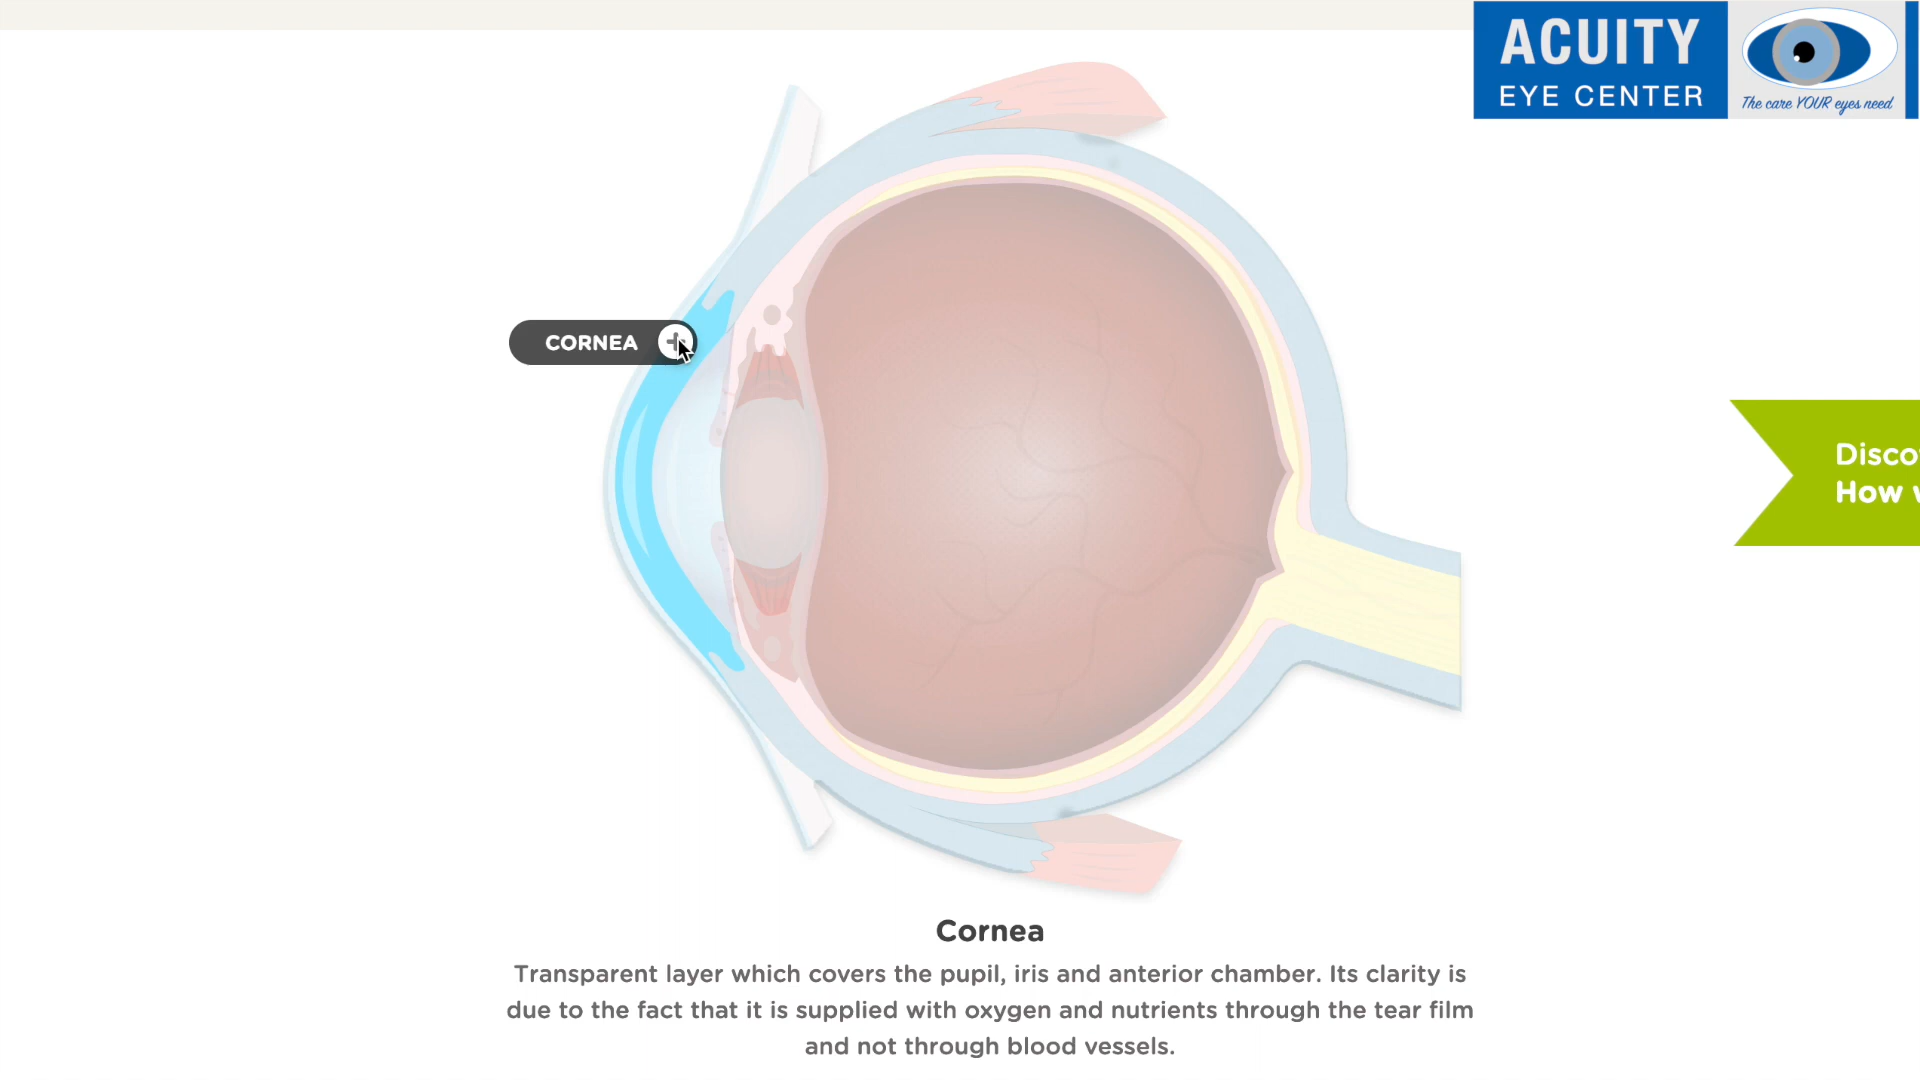 ACUITY
EYE CENTER
The care YOUR eyes need
CORNEA
How
Cornea
Transparent layer which covers the pupil, iris and anterior chamber. Its clarity is
due to the fact that it is supplied with oxygen and nutrients through the tear film
and not through blood vessels.